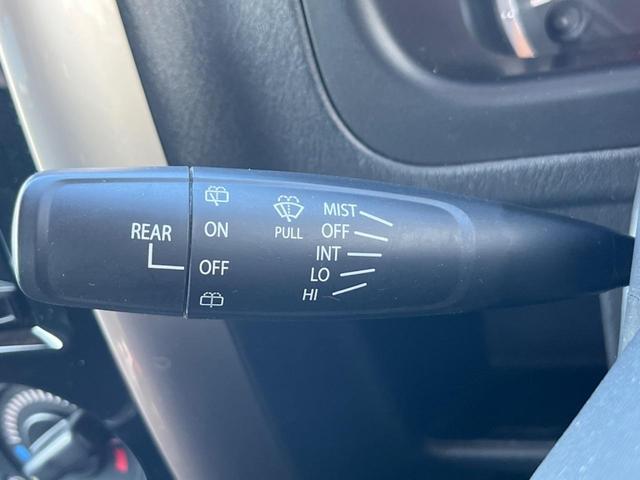 REAR
ON
OFF
PULL
MIST
OFF
INT
LO
HI